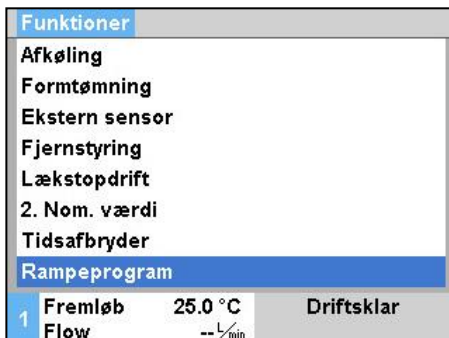 Funktioner
Afkøling
Formtømning
Ekstern sensor
Fjernstyring
Lækstopdrift
2. Nom. værdi
Tidsafbryder
Rampeprogram
1 Fremløb 25.0 °C Driftsklar
Flow -- L/min